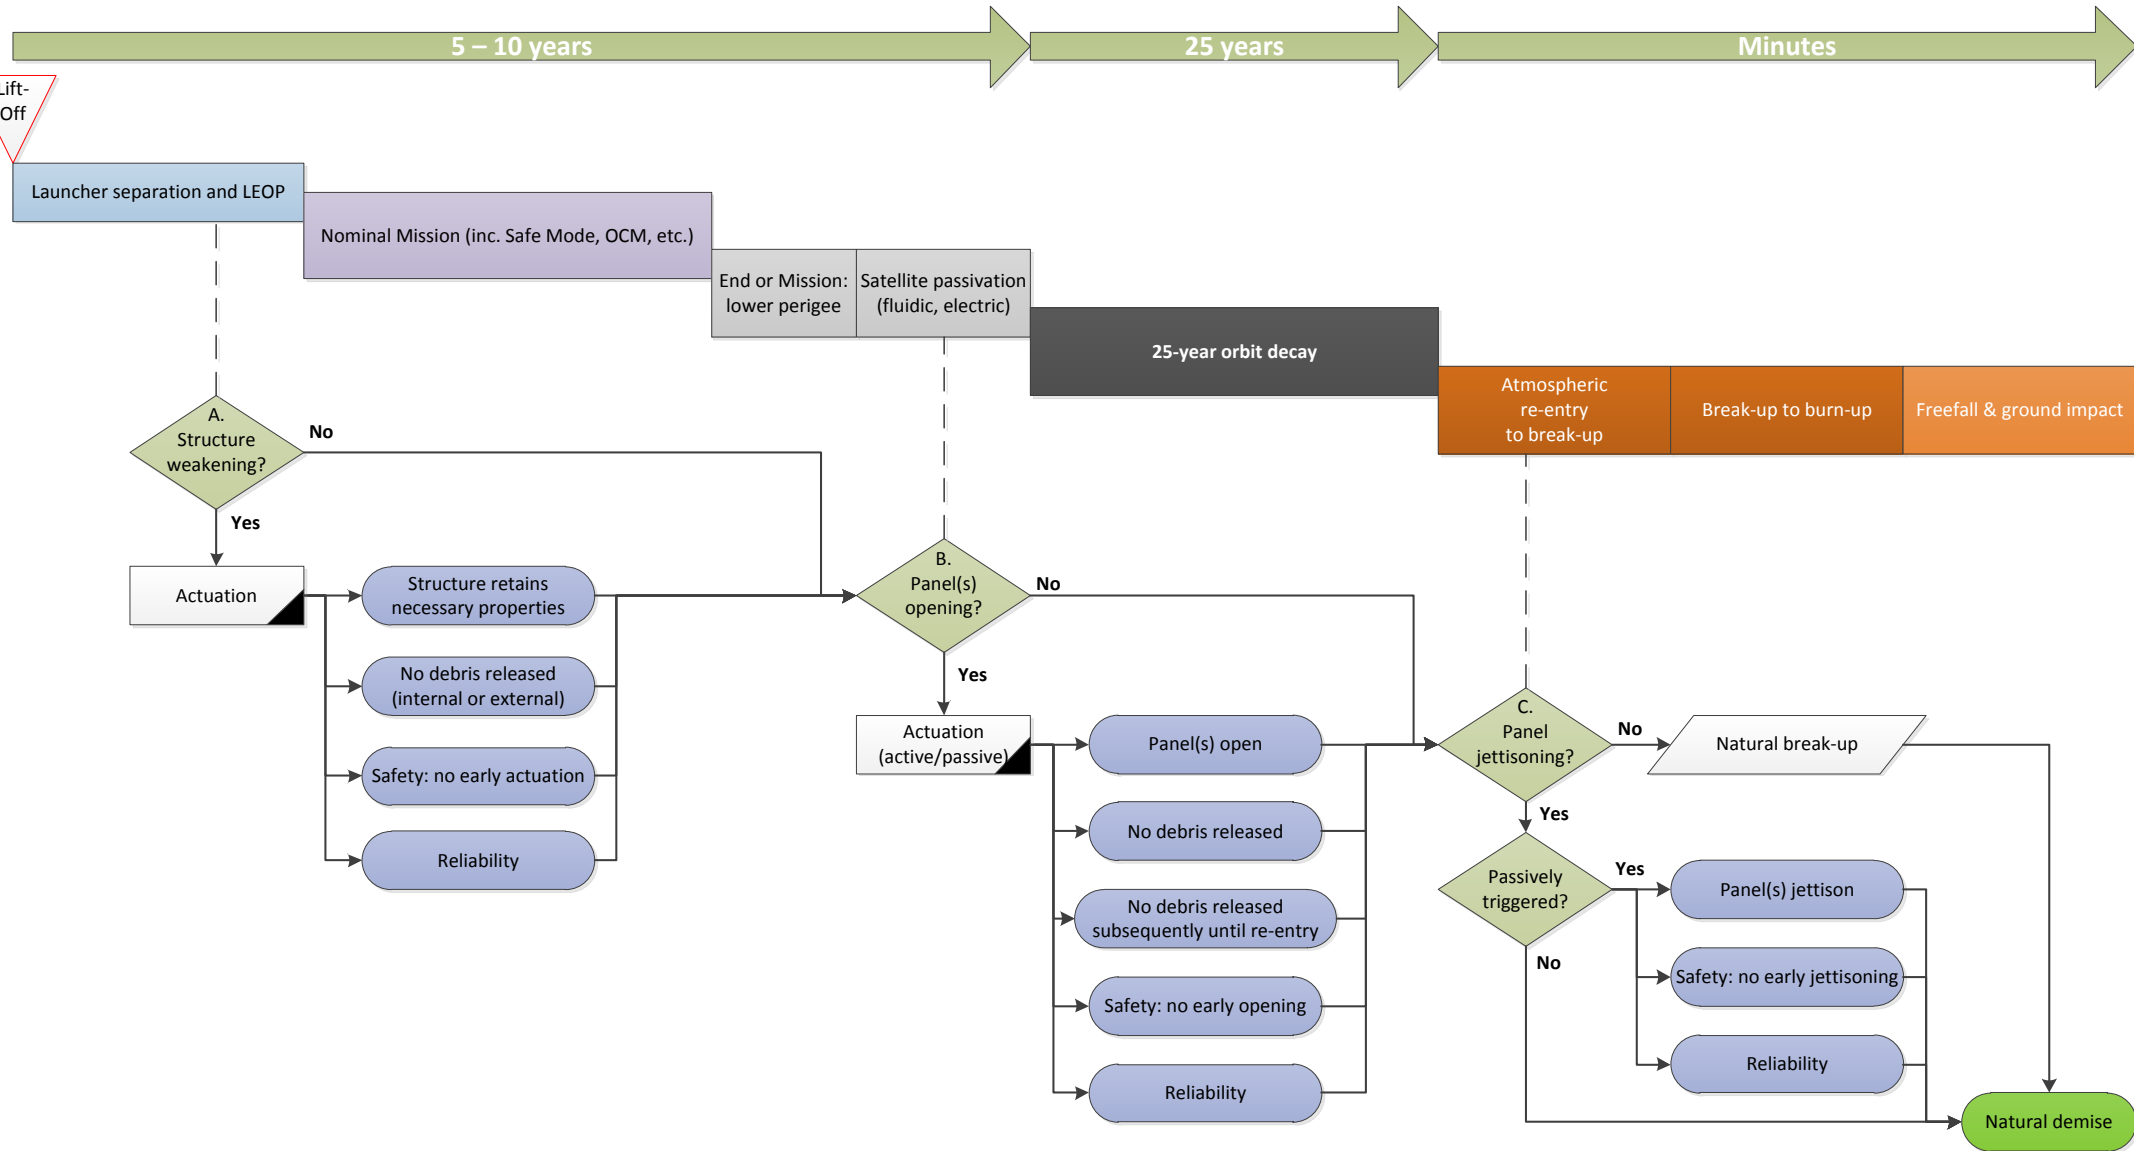 5 – 10 years
25 years
Minutes
Lift-
Off
Launcher separation and LEOP
Nominal Mission (inc. Safe Mode, OCM, etc.)
End or Mission:
lower perigee
Satellite passivation
(fluidic, electric)
25-year orbit decay
Atmospheric
re-entry
to break-up
Break-up to burn-up
Freefall & ground impact
A.
Structure
weakening?
No
Yes
Actuation
Structure retains
necessary properties
No debris released
(internal or external)
Safety: no early actuation
Reliability
B.
Panel(s)
opening?
No
Yes
Actuation
(active/passive)
Panel(s) open
No debris released
No debris released
subsequently until re-entry
Safety: no early opening
Reliability
C.
Panel
jettisoning?
No
Natural break-up
Yes
Passively
triggered?
Yes
No
Panel(s) jettison
Safety: no early jettisoning
Reliability
Natural demise